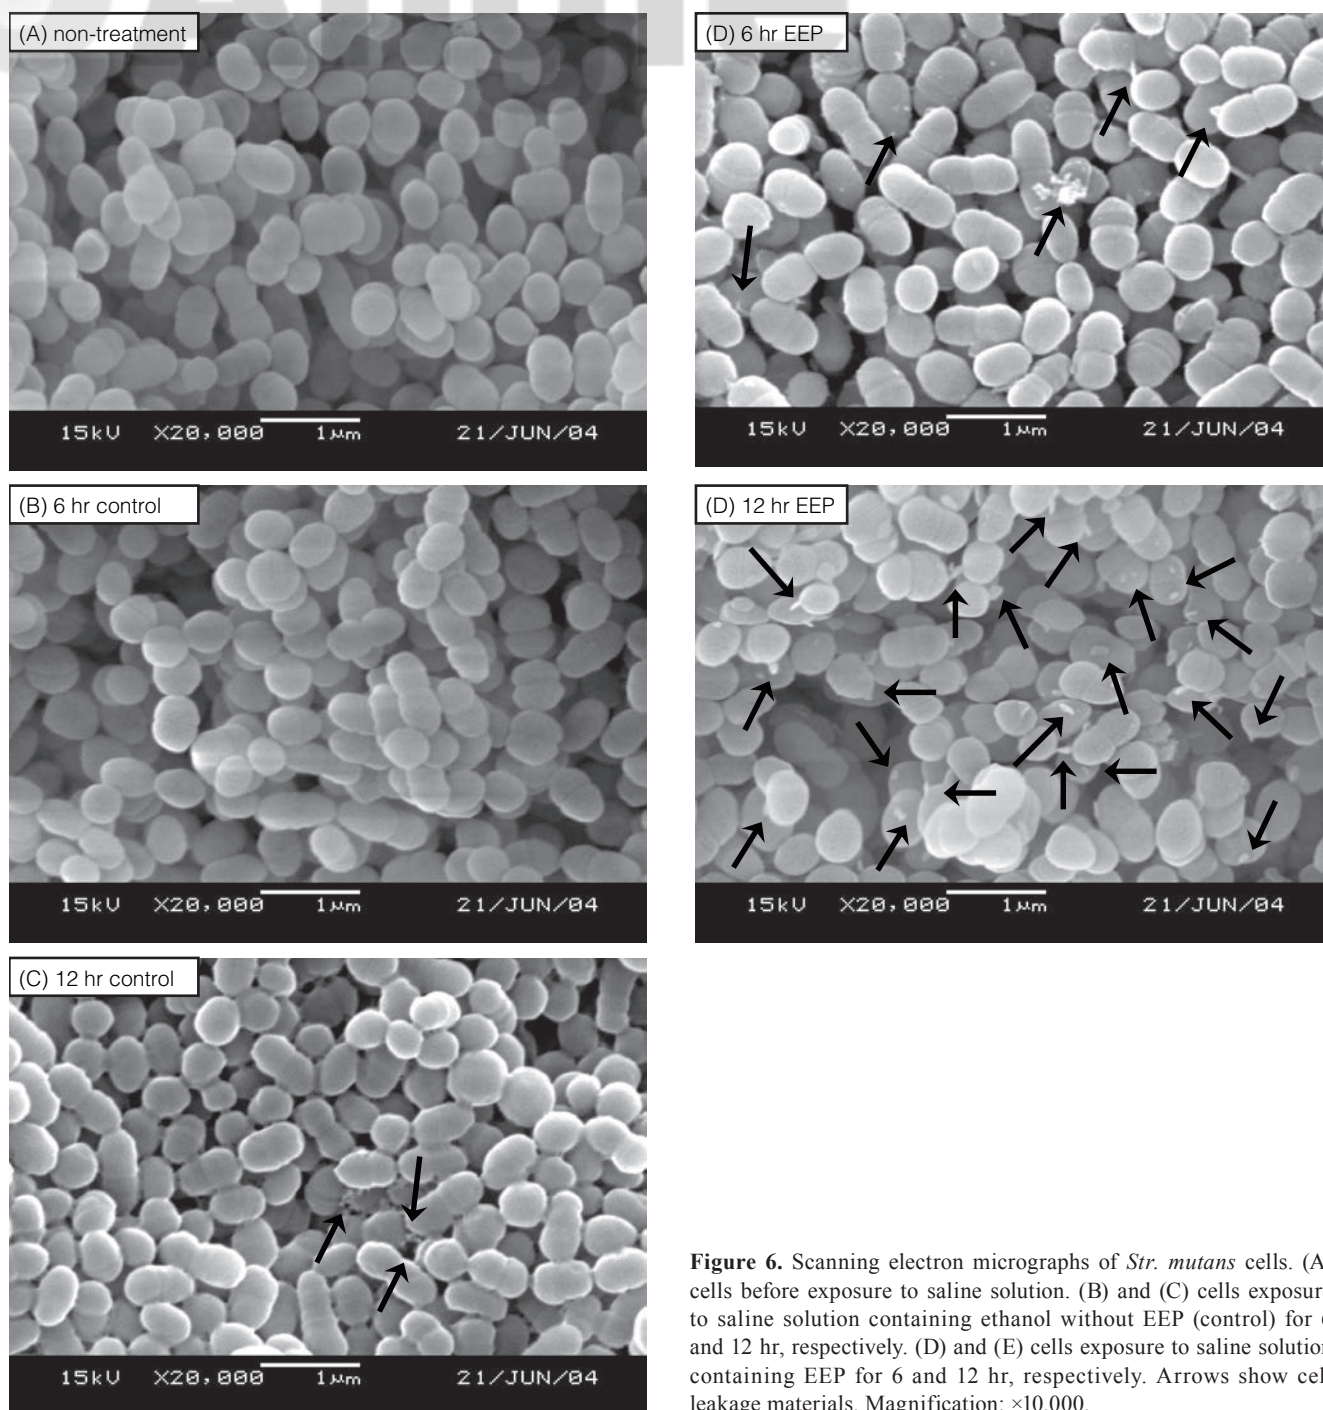 (A) non-treatment
15kV X20,000 1μm 21/JUN/04
(B) 6 hr control
15kV X20,000 1μm 21/JUN/04
(C) 12 hr control
15kV X20,000 1μm 21/JUN/04
(D) 6 hr EEP
15kV X20,000 1μm 21/JUN/04
(D) 12 hr EEP
15kV X20,000 1μm 21/JUN/04
Figure 6. Scanning electron micrographs of Str. mutans cells. (A
cells before exposure to saline solution. (B) and (C) cells exposure
to saline solution containing ethanol without EEP (control) for 6
and 12 hr, respectively. (D) and (E) cells exposure to saline solution
containing EEP for 6 and 12 hr, respectively. Arrows show cell
leakage materials. Magnification: ×10,000.